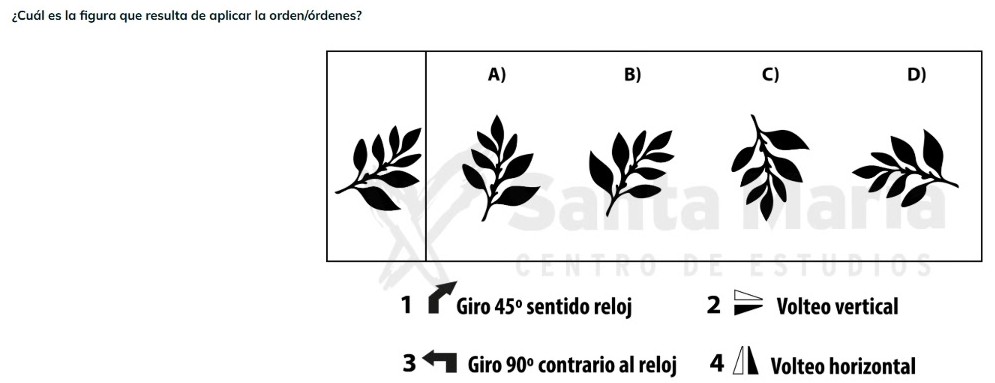 ¿Cuál es la figura que resulta de aplicar la orden/órdenes?
A) B) C) D)
Santa María
CENTRO DE ESTUDIOS
1 Giro 45º sentido reloj 2 Volteo vertical
3 Giro 90º contrario al reloj 4 Volteo horizontal